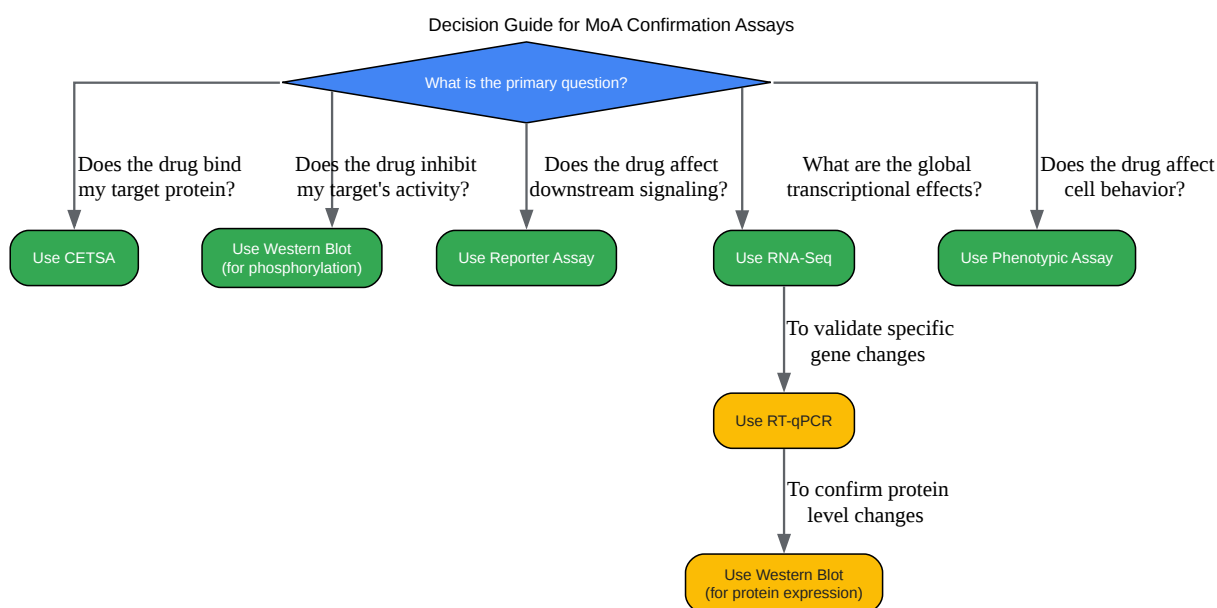 Decision Guide for MoA Confirmation Assays
What is the primary question?
Does the drug bind
my target protein?
Does the drug inhibit
my target's activity?
Does the drug affect
downstream signaling?
What are the global
transcriptional effects?
Does the drug affect
cell behavior?
Use CETSA
Use Western Blot
(for phosphorylation)
Use Reporter Assay
Use RNA-Seq
Use Phenotypic Assay
To validate specific
gene changes
Use RT-qPCR
To confirm protein
level changes
Use Western Blot
(for protein expression)